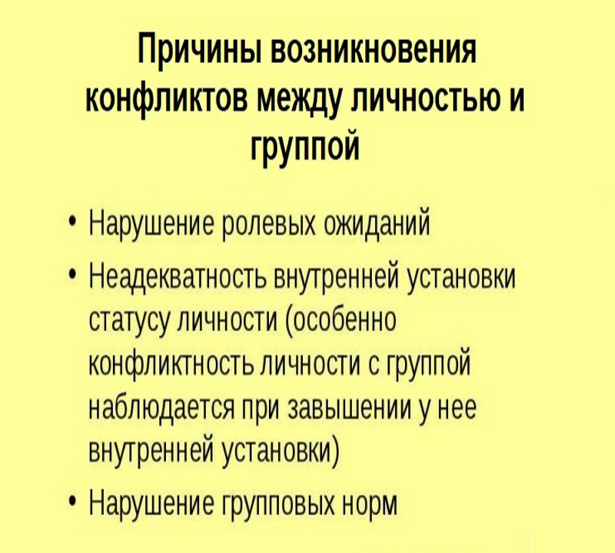 Причины возникновения
конфликтов между личностью и
группой
• Нарушение ролевых ожиданий
• Неадекватность внутренней установки
статусу личности (особенно
конфликтность личности с группой
наблюдается при завышении у нее
внутренней установки)
• Нарушение групповых норм